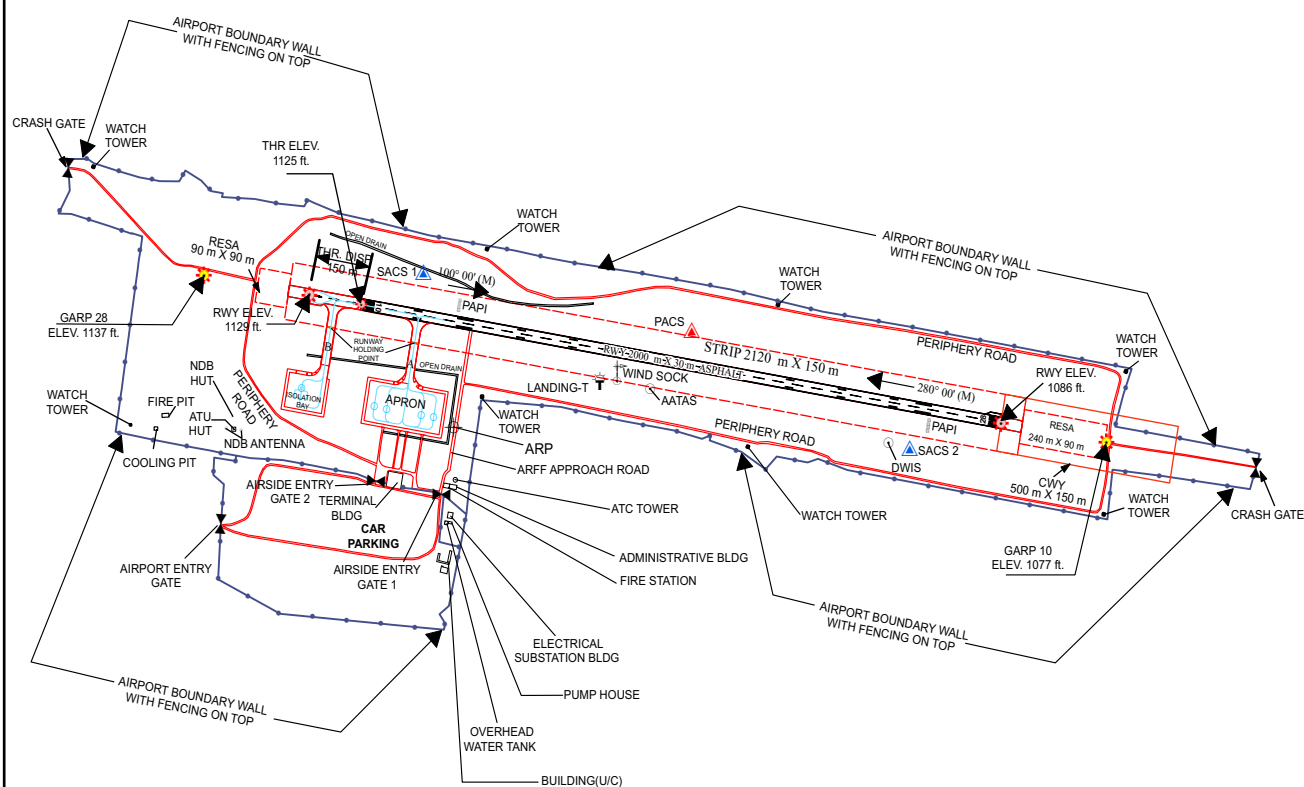 AIRPORT BOUNDARY WALL
WITH FENCING ON TOP
CRASH GATE
WATCH
TOWER
THR ELEV.
1125 ft.
WATCH
TOWER
AIRPORT BOUNDARY WALL
WITH FENCING ON TOP
RESA
90 m X 90 m
OPEN DRAIN
THR. DISP
150 m
SACS 1
100° 00' (M)
PAPI
WATCH
TOWER
GARP 28
ELEV. 1137 ft.
RWY ELEV.
1129 ft.
PACS
STRIP 2120 m X 150 m
PERIPHERY ROAD
WATCH
TOWER
RWY 2000 m X 30 m ASPHALT
RUNWAY
HOLDING
POINT
B
A
OPEN DRAIN
WIND SOCK
LANDING-T
AATAS
280° 00' (M)
RWY ELEV.
1086 ft.
28
NDB
HUT
PERIPHERY
ROAD
ISOLATION
BAY
APRON
WATCH
TOWER
FIRE PIT
ATU
HUT
NDB ANTENNA
COOLING PIT
WATCH
TOWER
ARP
PERIPHERY ROAD
PAPI
RESA
240 m X 90 m
DWIS
SACS 2
ARFF APPROACH ROAD
AIRSIDE ENTRY
GATE 2
TERMINAL
BLDG
CAR
PARKING
ATC TOWER
WATCH TOWER
CWY
500 m X 150 m
WATCH
TOWER
CRASH GATE
AIRPORT ENTRY
GATE
AIRSIDE ENTRY
GATE 1
ADMINISTRATIVE BLDG
FIRE STATION
GARP 10
ELEV. 1077 ft.
AIRPORT BOUNDARY WALL
WITH FENCING ON TOP
ELECTRICAL
SUBSTATION BLDG
AIRPORT BOUNDARY WALL
WITH FENCING ON TOP
PUMP HOUSE
OVERHEAD
WATER TANK
BUILDING(U/C)